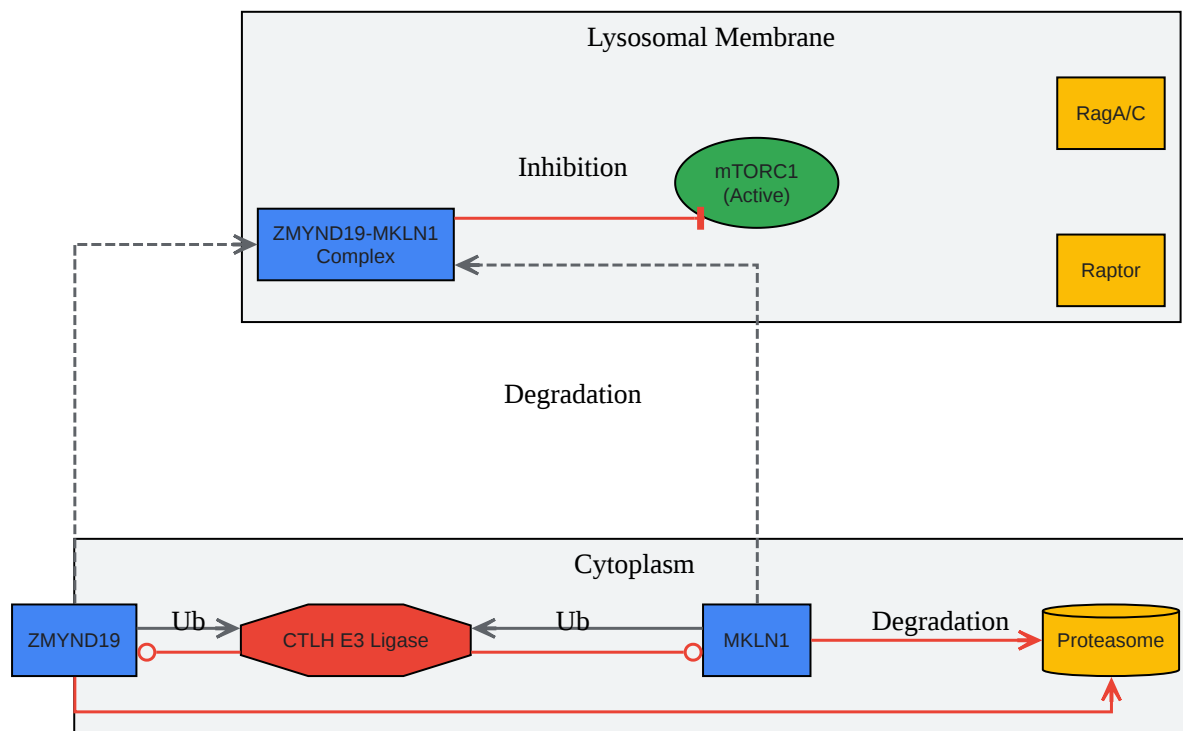 Lysosomal Membrane
RagA/C
Inhibition
mTORC1
(Active)
ZMYND19-MKLN1
Complex
Raptor
Degradation
Cytoplasm
Ub
Ub
Degradation
ZMYND19
CTLH E3 Ligase
MKLN1
Proteasome